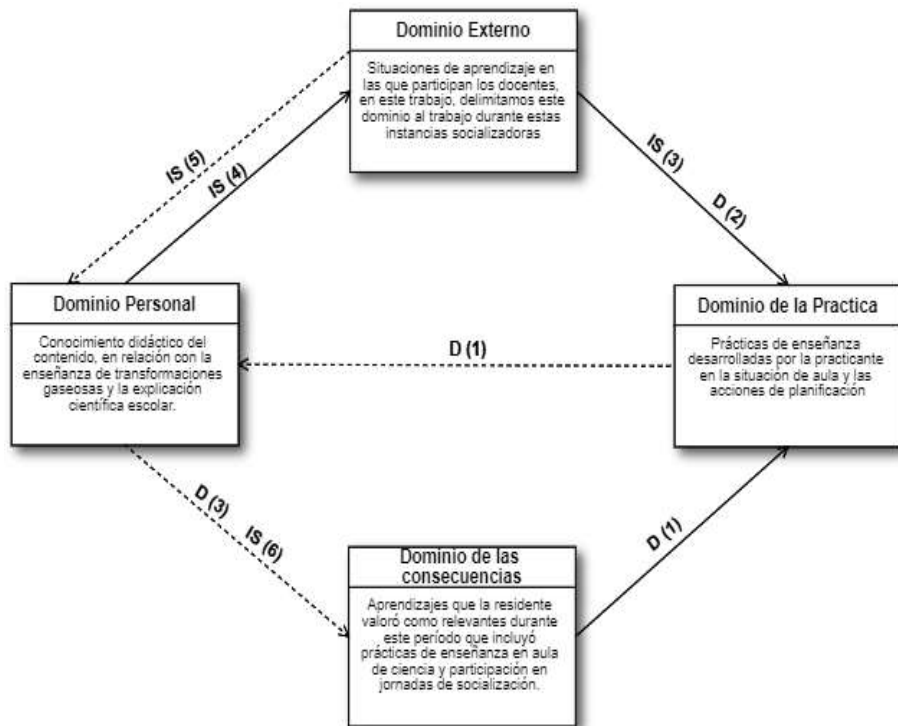 Dominio Externo
Situaciones de aprendizaje en
las que participan los docentes,
en este trabajo, delimitamos este
dominio al trabajo durante estas
instancias socializadoras
IS (5)
IS (4)
IS (3)
D (2)
Dominio Personal
Conocimiento didáctico del
contenido, en relación con la
enseñanza de transformaciones
gaseosas y la explicación
científica escolar.
D (1)
Dominio de la Practica
Prácticas de enseñanza
desarrolladas por la practicante
en la situación de aula y las
acciones de planificación
D (3)
IS (6)
D (1)
Dominio de las
consecuencias
Aprendizajes que la residente
valoró como relevantes durante
este período que incluyó
prácticas de enseñanza en aula
de ciencia y participación en
jornadas de socialización.